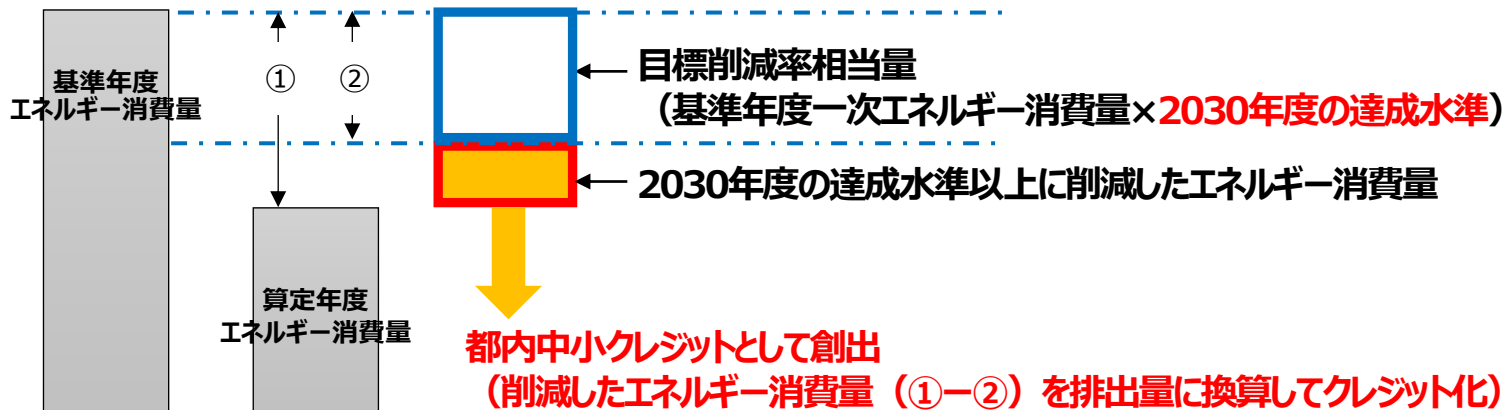 基準年度
エネルギー消費量
①
②
目標削減率相当量
（基準年度一次エネルギー消費量×2030年度の達成水準）
2030年度の達成水準以上に削減したエネルギー消費量
算定年度
エネルギー消費量
都内中小クレジットとして創出
（削減したエネルギー消費量（①ー②）を排出量に換算してクレジット化）